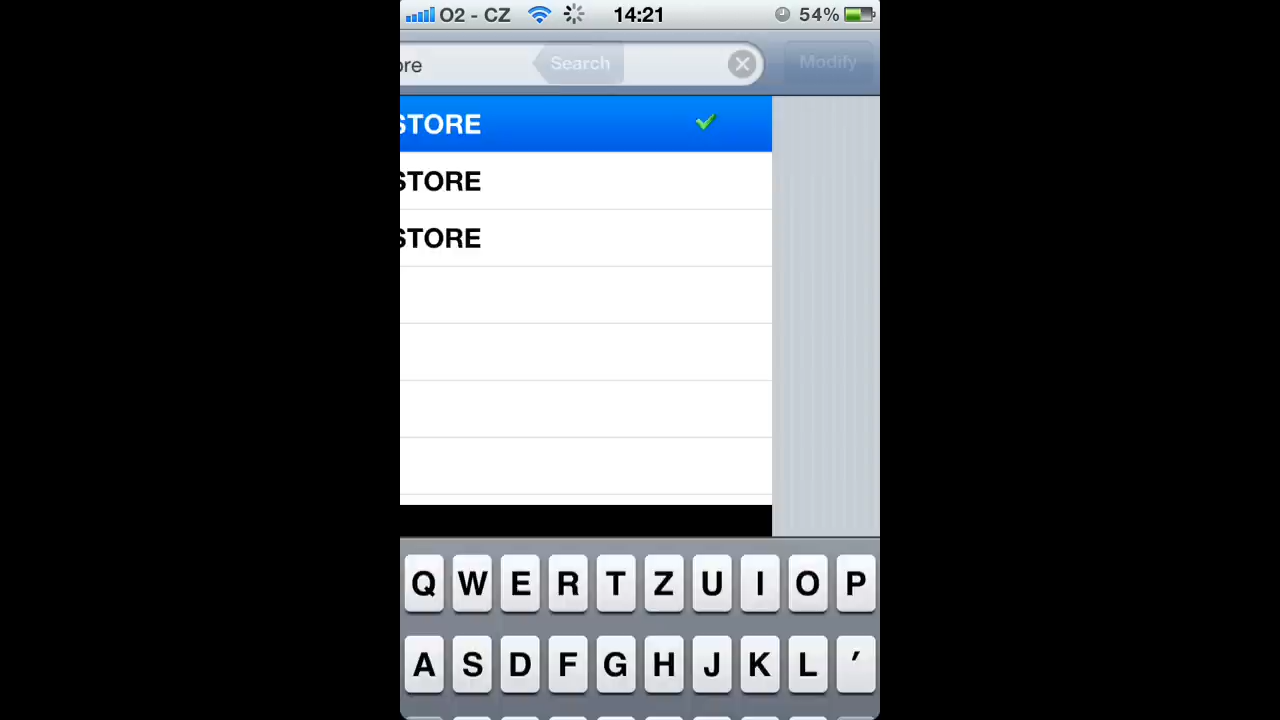 O2 - CZ 14:21 54%
ore Search Modify
STORE
STORE
STORE
Q W E R T Z U I O P
A S D F G H J K L ′